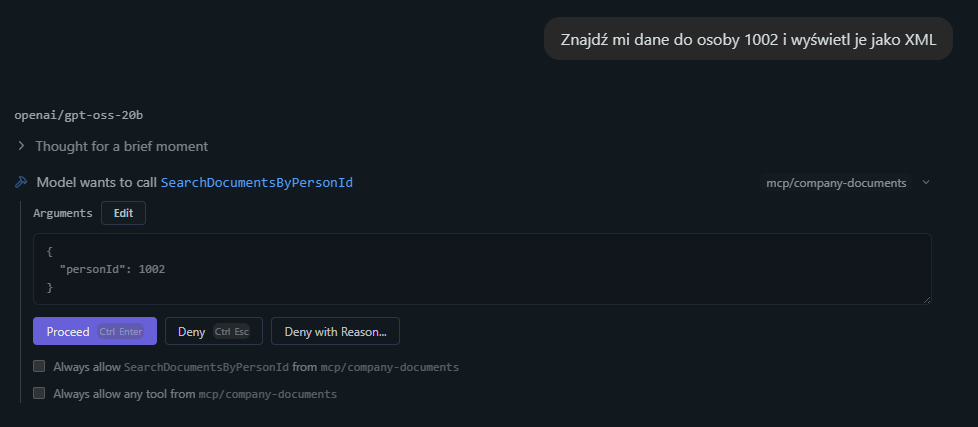 Znajdź mi dane do osoby 1002 i wyświetl je jako XML
openai/gpt-oss-20b
Thought for a brief moment
Model wants to call SearchDocumentsByPersonId
mcp/company-documents
Arguments Edit
{
"personId": 1002
}
Proceed Ctrl Enter Deny Ctrl Esc Deny with Reason...
Always allow SearchDocumentsByPersonId from mcp/company-documents
Always allow any tool from mcp/company-documents